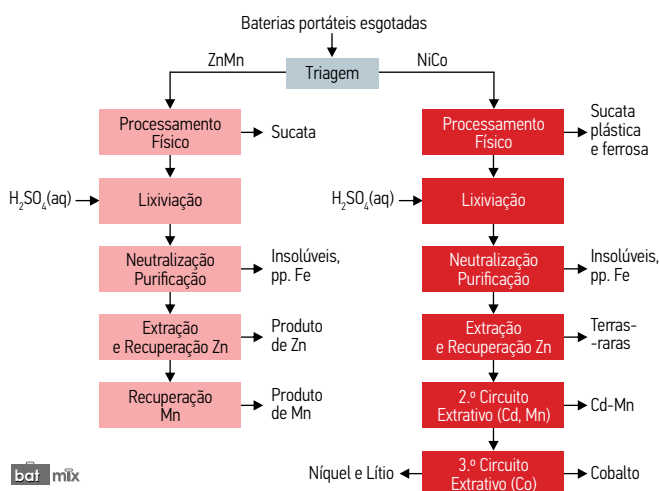 Baterias portáteis esgotadas
ZnMn
Triagem
NiCo
Processamento
Físico
Sucata
H₂SO₄(aq)
Lixiviação
Neutralização
Purificação
Insolúveis,
pp. Fe
Extração
e Recuperação Zn
Produto
de Zn
Recuperação
Mn
Produto
de Mn
Processamento
Físico
Sucata
plástica
e ferrosa
H₂SO₄(aq)
Lixiviação
Neutralização
Purificação
Insolúveis,
pp. Fe
Extração
e Recuperação Zn
Terras-
-raras
2.º Circuito
Extrativo (Cd, Mn)
Cd-Mn
3.º Circuito
Extrativo (Co)
Níquel e Lítio
Cobalto
bat mix